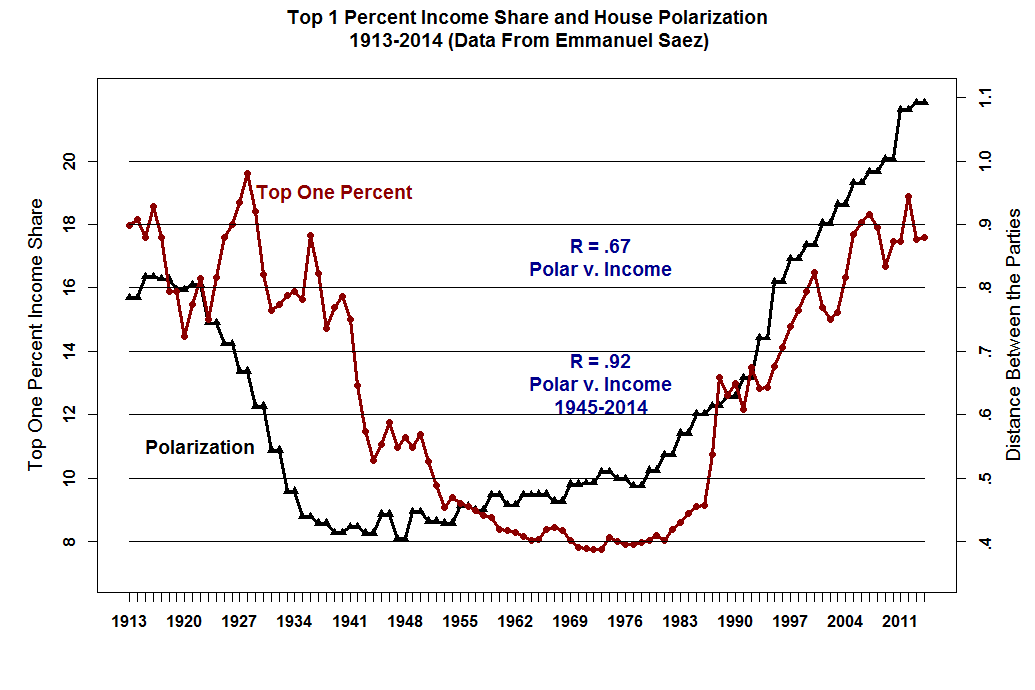 Top 1 Percent Income Share and House Polarization
1913-2014 (Data From Emmanuel Saez)
Top One Percent Income Share
20
18
16
14
12
10
8
Top One Percent
R = .67
Polar v. Income
R = .92
Polar v. Income
1945-2014
Polarization
1.1
1.0
.9
.8
.7
.6
.5
.4
Distance Between the Parties
1913 1920 1927 1934 1941 1948 1955 1962 1969 1976 1983 1990 1997 2004 2011